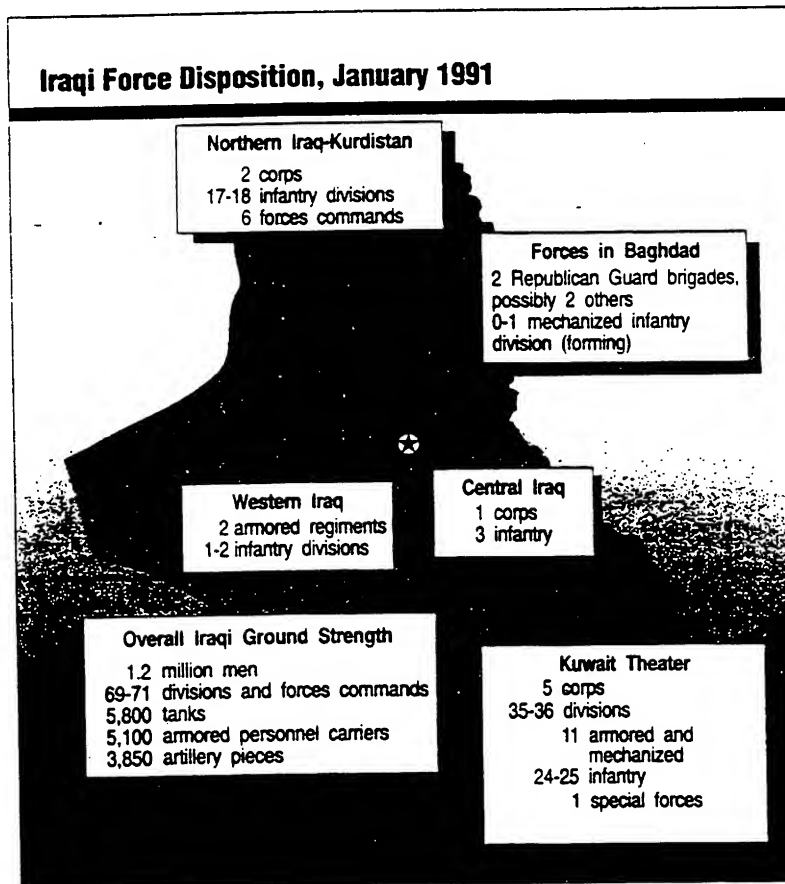 Iraqi Force Disposition, January 1991
Northern Iraq-Kurdistan
2 corps
17-18 infantry divisions
6 forces commands
Forces in Baghdad
2 Republican Guard brigades,
possibly 2 others
0-1 mechanized infantry
division (forming)
Western Iraq
2 armored regiments
1-2 infantry divisions
Central Iraq
1 corps
3 infantry
Overall Iraqi Ground Strength
1.2 million men
69-71 divisions and forces commands
5,800 tanks
5,100 armored personnel carriers
3,850 artillery pieces
Kuwait Theater
5 corps
35-36 divisions
11 armored and
mechanized
24-25 infantry
1 special forces